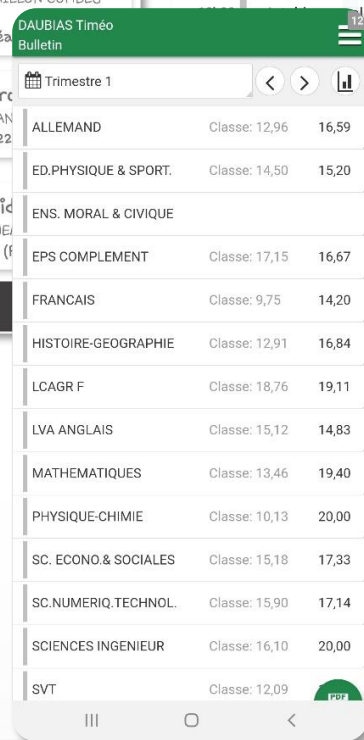 DAUBIAS Timéo
Bulletin
12
Trimestre 1
ALLEMAND Classe: 12,96 16,59
ED.PHYSIQUE & SPORT. Classe: 14,50 15,20
ENS. MORAL & CIVIQUE
EPS COMPLEMENT Classe: 17,15 16,67
FRANCAIS Classe: 9,75 14,20
HISTOIRE-GEOGRAPHIE Classe: 12,91 16,84
LCAGR F Classe: 18,76 19,11
LVA ANGLAIS Classe: 15,12 14,83
MATHEMATIQUES Classe: 13,46 19,40
PHYSIQUE-CHIMIE Classe: 10,13 20,00
SC. ECONO.& SOCIALES Classe: 15,18 17,33
SC.NUMERIQ.TECHNOL. Classe: 15,90 17,14
SCIENCES INGENIEUR Classe: 16,10 20,00
SVT Classe: 12,09
PDF